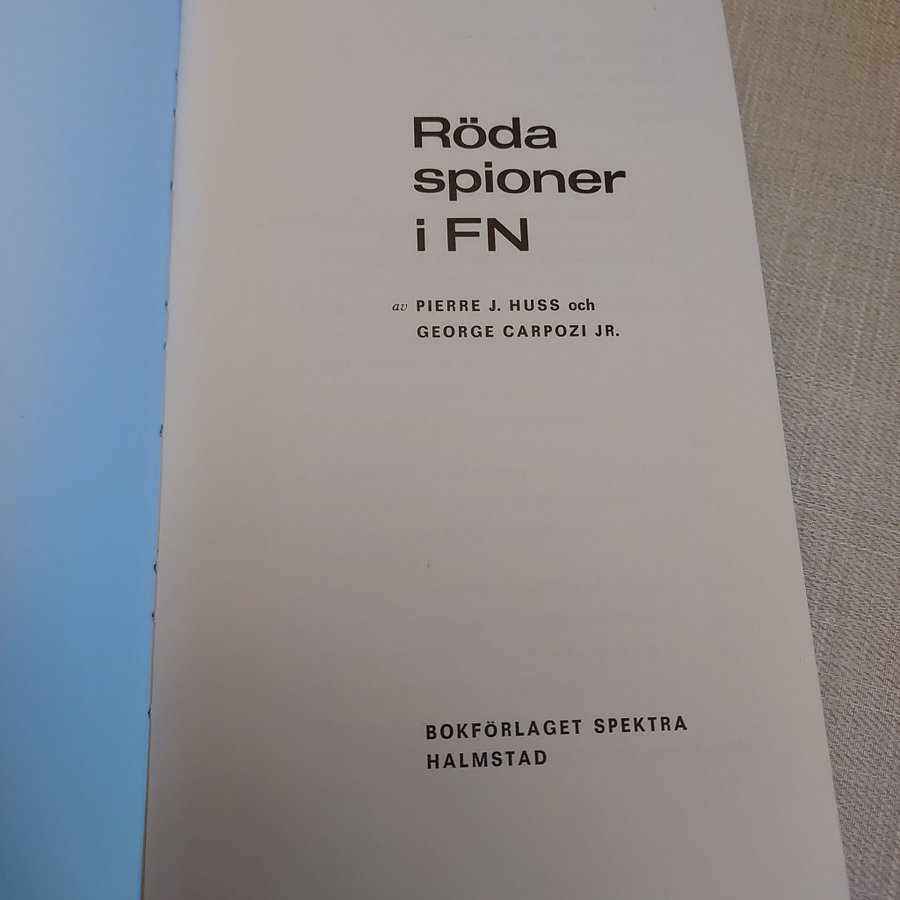 Röda
spioner
i FN
av PIERRE J. HUSS och
GEORGE CARPOZI JR.
BOKFÖRLAGET SPEKTRA
HALMSTAD